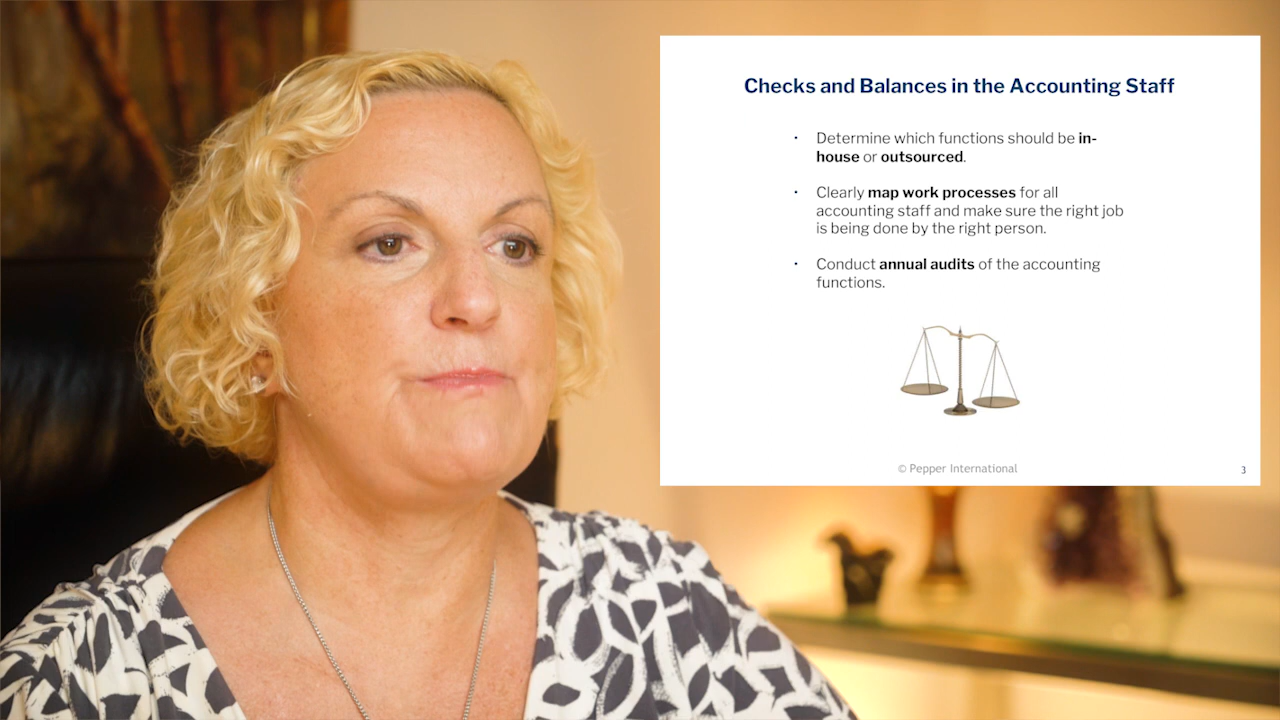 Checks and Balances in the Accounting Staff
• Determine which functions should be in-
house or outsourced.
• Clearly map work processes for all
accounting staff and make sure the right job
is being done by the right person.
• Conduct annual audits of the accounting
functions.
© Pepper International
3